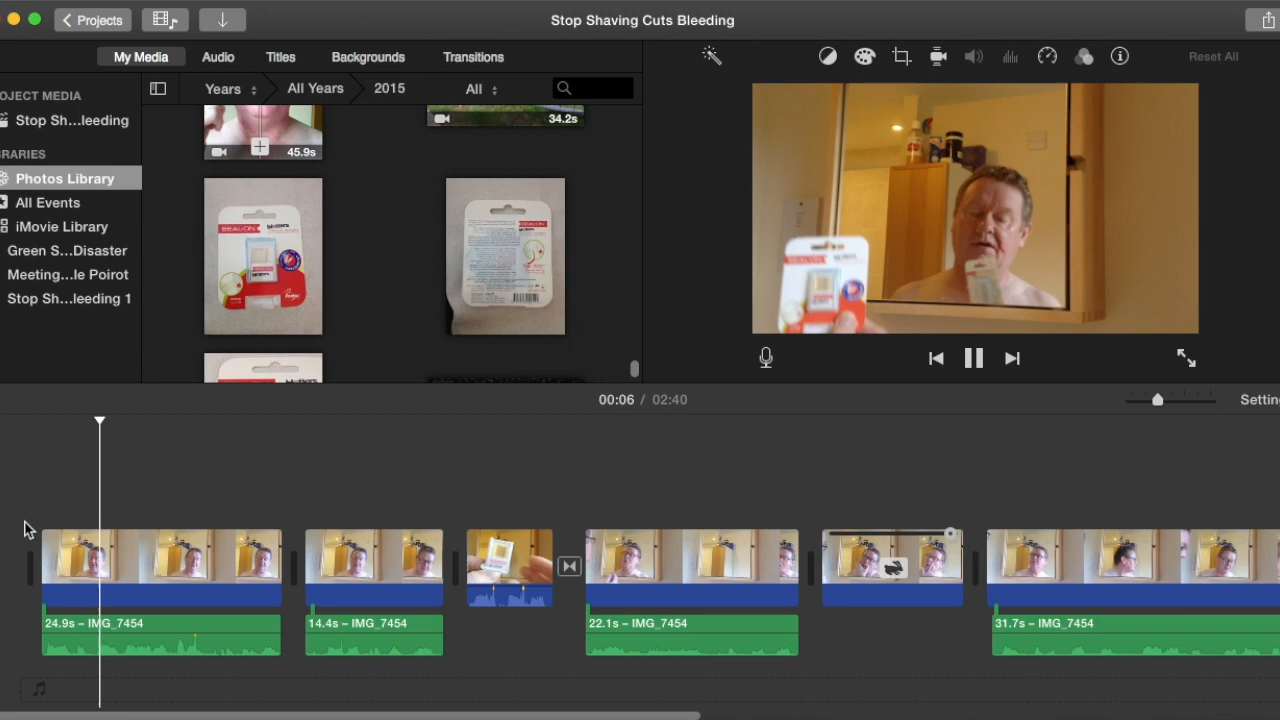 Projects
Stop Shaving Cuts Bleeding
My Media Audio Titles Backgrounds Transitions
Reset All
OJECT MEDIA
Stop Sh...leeding
RARIES
Photos Library
All Events
iMovie Library
Green S...Disaster
Meeting...le Poirot
Stop Sh...leeding 1
Years All Years 2015 All
45.9s
34.2s
00:06 / 02:40
Settin
24.9s – IMG_7454
14.4s – IMG_7454
22.1s – IMG_7454
31.7s – IMG_7454